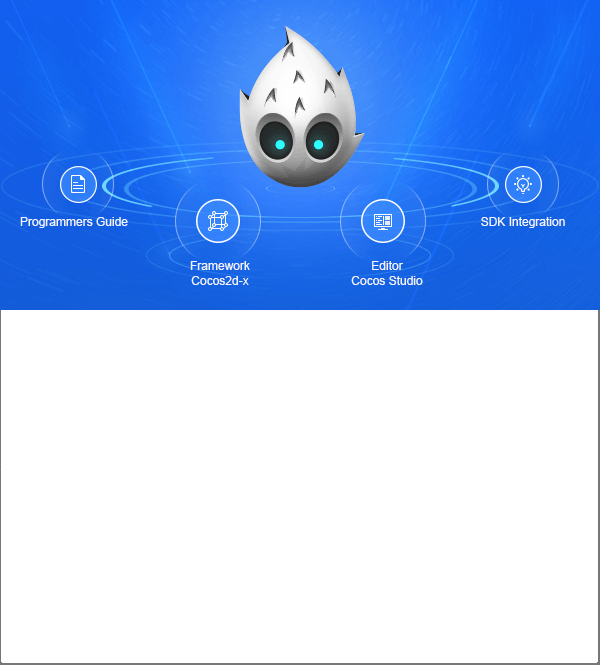 Programmers Guide
SDK Integration
Framework
Cocos2d-x
Editor
Cocos Studio